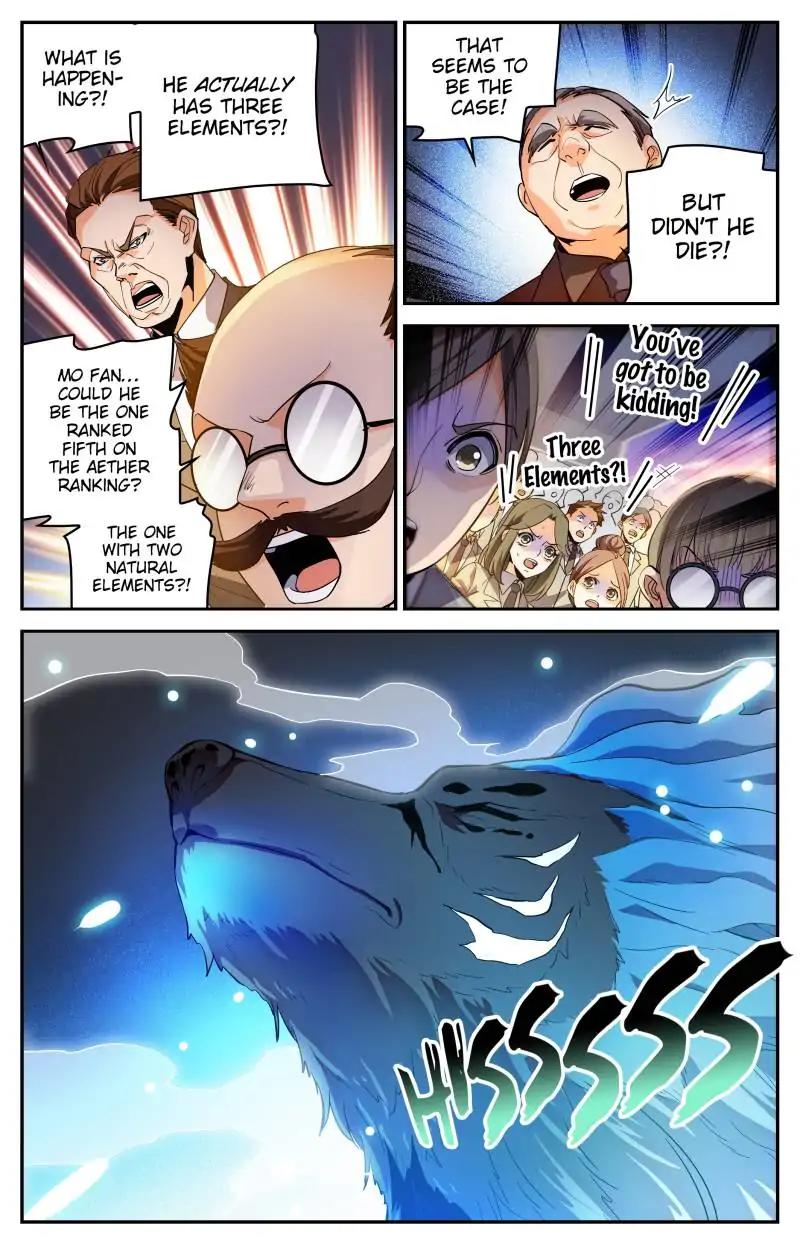 WHAT IS
HAPPEN-
ING?!
HE ACTUALLY
HAS THREE
ELEMENTS?!
MO FAN...
COULD HE
BE THE ONE
RANKED
FIFTH ON
THE AETHER
RANKING?
THE ONE
WITH TWO
NATURAL
ELEMENTS?!
THAT
SEEMS TO
BE THE
CASE!
BUT
DIDN'T HE
DIE?!
You've
got to be
kidding!
Three
Elements?!
HISSSSSS